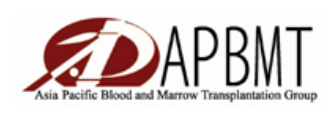 APBMT
Asia Pacific Blood and Marrow Transplantation Group